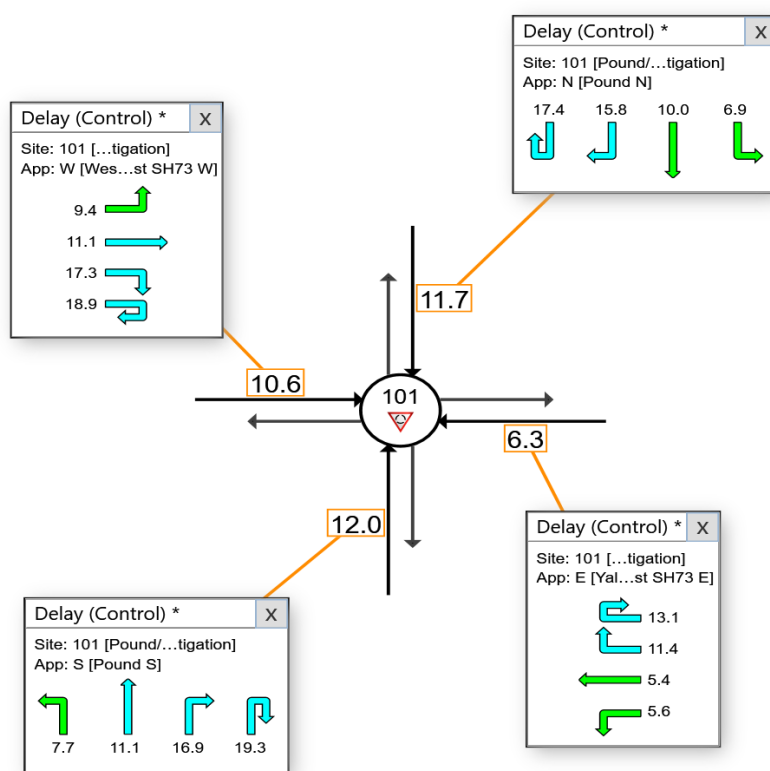 Delay (Control) * X
Site: 101 [Pound/...tigation]
App: N [Pound N]
17.4 15.8 10.0 6.9
Delay (Control) * X
Site: 101 [...tigation]
App: W [Wes...st SH73 W]
9.4
11.1
17.3
18.9
11.7
10.6
101
6.3
12.0
Delay (Control) * X
Site: 101 [...tigation]
App: E [Yal...st SH73 E]
13.1
11.4
5.4
5.6
Delay (Control) * X
Site: 101 [Pound/...tigation]
App: S [Pound S]
7.7 11.1 16.9 19.3